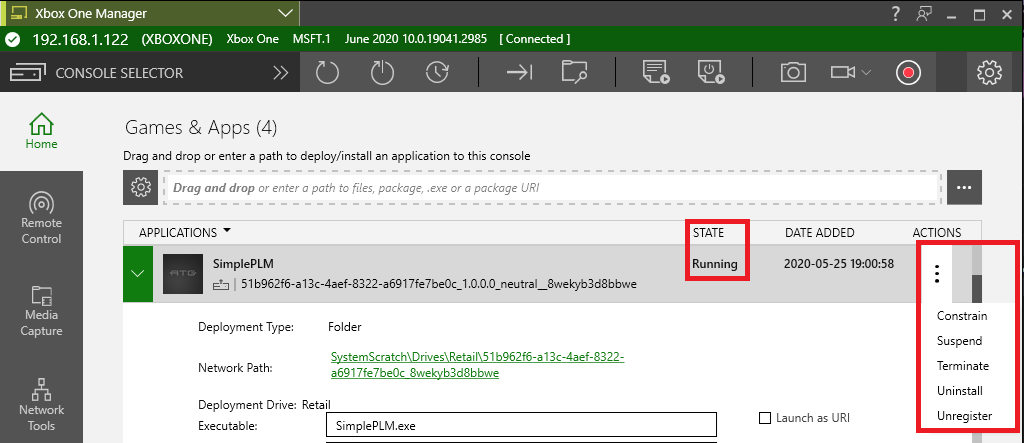 Xbox One Manager
?
192.168.1.122 (XBOXONE) Xbox One MSFT.1 June 2020 10.0.19041.2985 [ Connected ]
CONSOLE SELECTOR
Home
Remote
Control
Media
Capture
Network
Tools
Games & Apps (4)
Drag and drop or enter a path to deploy/install an application to this console
Drag and drop or enter a path to files, package, .exe or a package URI
APPLICATIONS STATE DATE ADDED ACTIONS
ATG SimplePLM Running 2020-05-25 19:00:58
51b962f6-a13c-4aef-8322-a6917fe7be0c_1.0.0.0_neutral__8wekyb3d8bbwe
Constrain
Suspend
Terminate
Uninstall
Unregister
Deployment Type: Folder
Network Path: SystemScratch\Drives\Retail\51b962f6-a13c-4aef-8322-
a6917fe7be0c_8wekyb3d8bbwe
Deployment Drive: Retail
Executable: SimplePLM.exe
Launch as URI